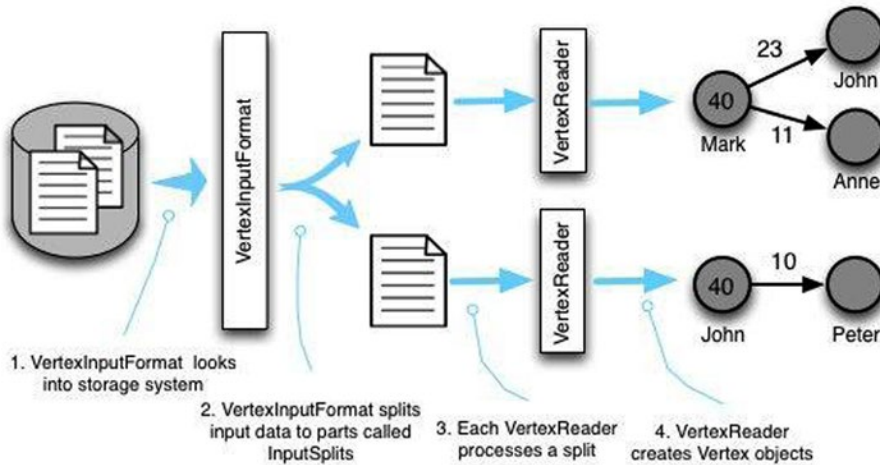 VertexInputFormat
VertexReader
23
John
40
Mark
11
Anne
VertexReader
40
10
John
Peter
1. VertexInputFormat looks
into storage system
2. VertexInputFormat splits
input data to parts called
InputSplits
3. Each VertexReader
processes a split
4. VertexReader
creates Vertex objects